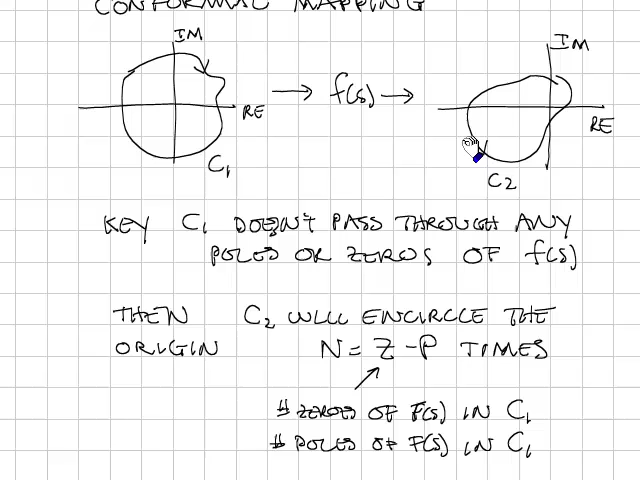 CONFORMAL MAPPING
IM
IM
→ f(s) →
RE
RE
C1
C2
KEY C1 DOESN'T PASS THROUGH ANY
POLES OR ZEROS OF f(s)
THEN C2 WILL ENCIRCLE THE
ORIGIN N = Z - P TIMES
# ZEROES OF F(s) IN C1
# POLES OF F(s) IN C1